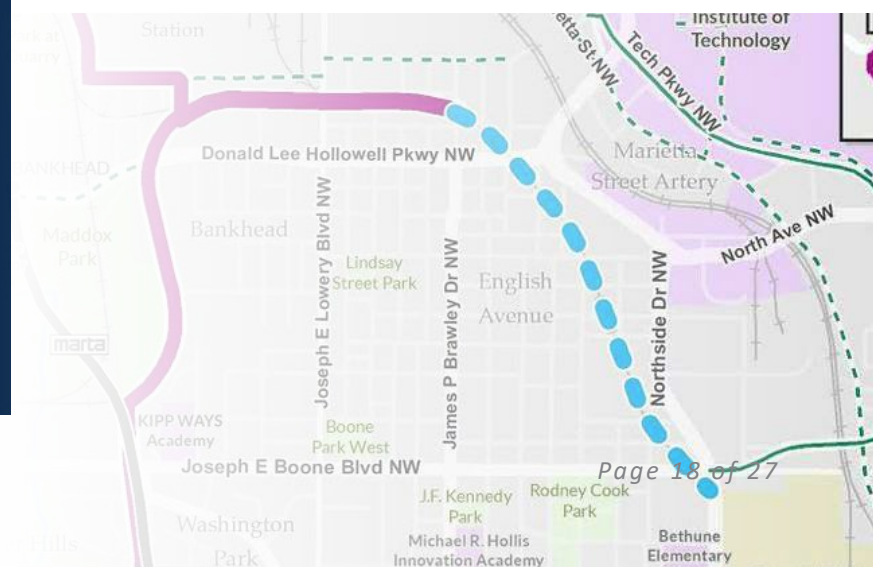 Station
Institute of
Technology
Tech Pkwy NW
Donald Lee Hollowell Pkwy NW
Marietta
Street Artery
BANKHEAD
Maddox
Park
Bankhead
Joseph E Lowery Blvd NW
Lindsay
Street Park
James P Brawley Dr NW
English
Avenue
Northside Dr NW
North Ave NW
marta
KIPP WAYS
Academy
Boone
Park West
Joseph E Boone Blvd NW
Page 18 of 27
J.F. Kennedy
Park
Rodney Cook
Park
Washington
Park
Michael R. Hollis
Innovation Academy
Bethune
Elementary